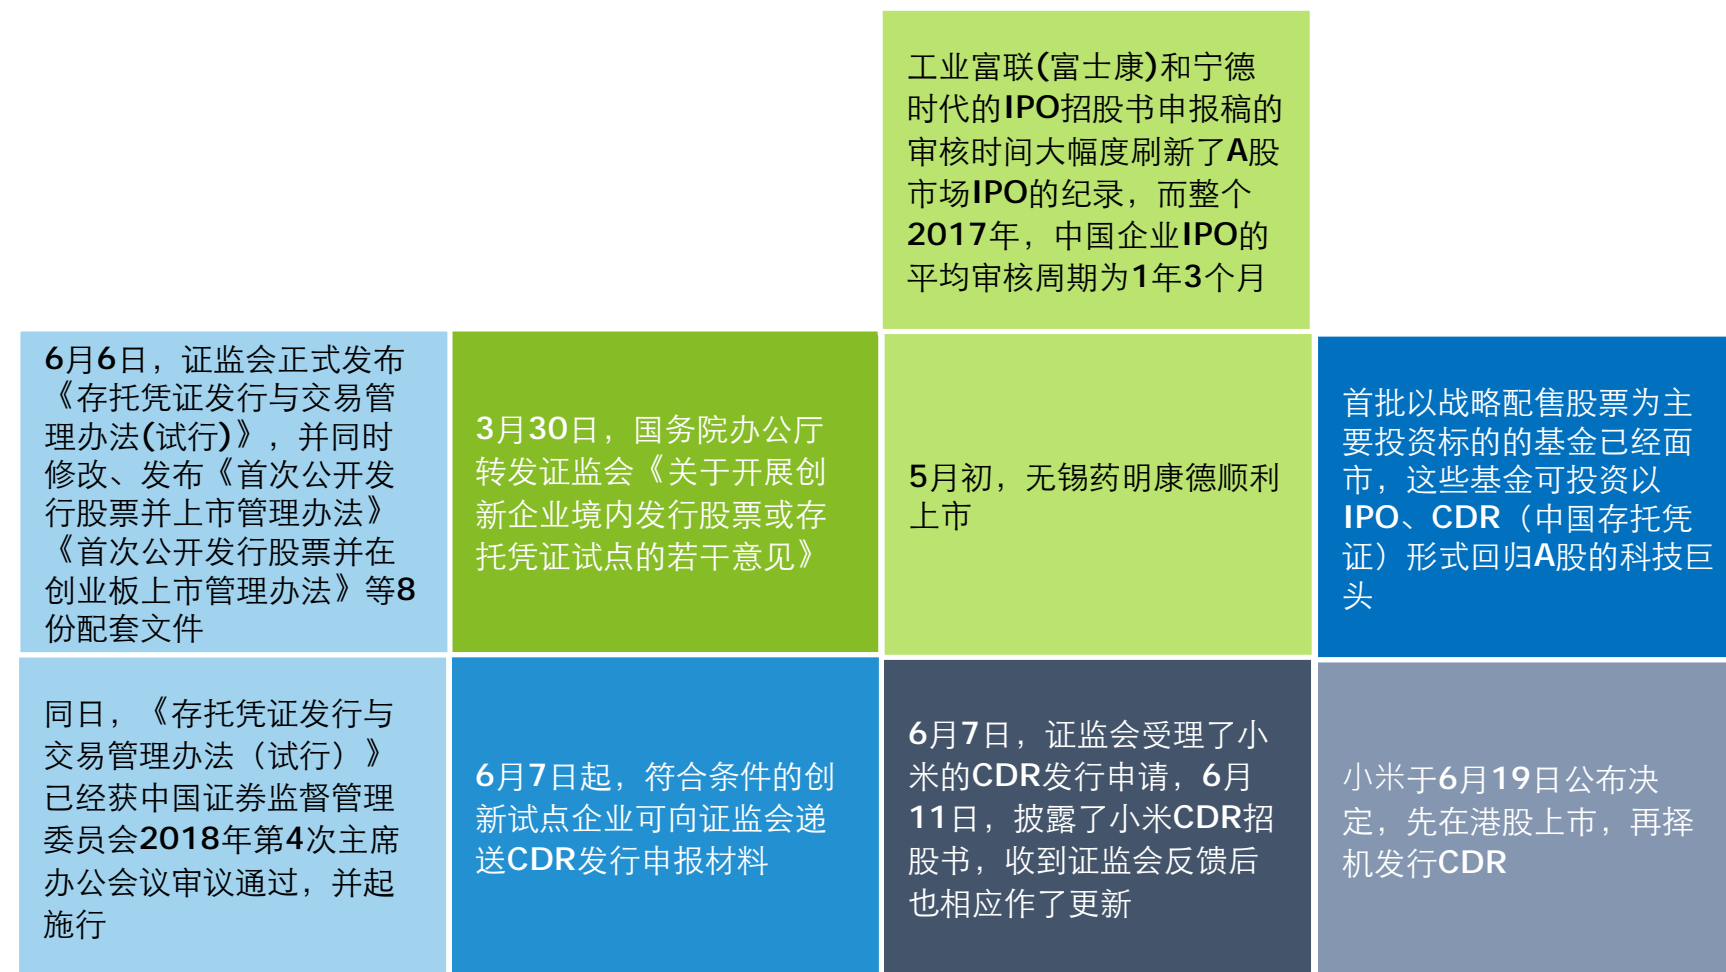 工业富联(富士康)和宁德
时代的IPO招股书申报稿的
审核时间大幅度刷新了A股
市场IPO的纪录，而整个
2017年，中国企业IPO的
平均审核周期为1年3个月
6月6日，证监会正式发布
《存托凭证发行与交易管
理办法(试行)》，并同时
修改、发布《首次公开发
行股票并上市管理办法》
《首次公开发行股票并在
创业板上市管理办法》等8
份配套文件
3月30日，国务院办公厅
转发证监会《关于开展创
新企业境内发行股票或存
托凭证试点的若干意见》
5月初，无锡药明康德顺利
上市
首批以战略配售股票为主
要投资标的的基金已经面
市，这些基金可投资以
IPO、CDR（中国存托凭
证）形式回归A股的科技巨
头
同日，《存托凭证发行与
交易管理办法（试行）》
已经获中国证券监督管理
委员会2018年第4次主席
办公会议审议通过，并起
施行
6月7日起，符合条件的创
新试点企业可向证监会递
送CDR发行申报材料
6月7日，证监会受理了小
米的CDR发行申请，6月
11日，披露了小米CDR招
股书，收到证监会反馈后
也相应作了更新
小米于6月19日公布决
定，先在港股上市，再择
机发行CDR